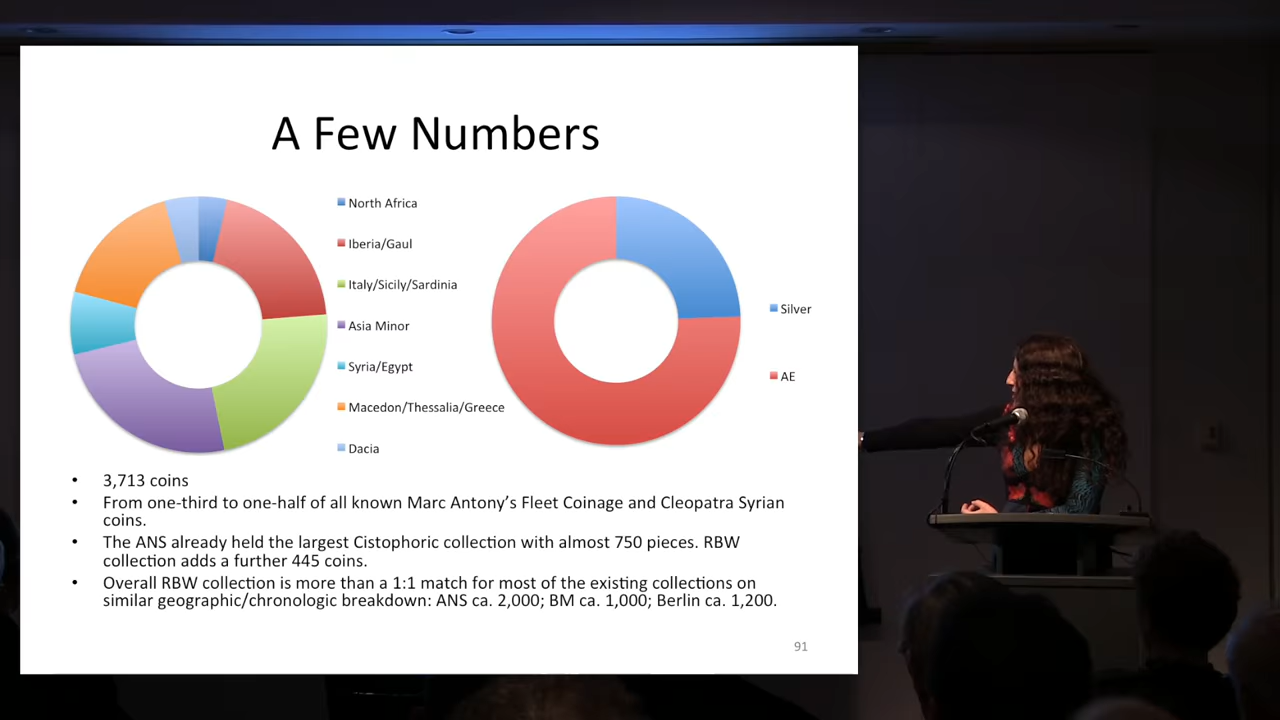 A Few Numbers
North Africa
Iberia/Gaul
Italy/Sicily/Sardinia
Asia Minor
Syria/Egypt
Macedon/Thessalia/Greece
Dacia
Silver
AE
• 3,713 coins
• From one-third to one-half of all known Marc Antony’s Fleet Coinage and Cleopatra Syrian
coins.
• The ANS already held the largest Cistophoric collection with almost 750 pieces. RBW
collection adds a further 445 coins.
• Overall RBW collection is more than a 1:1 match for most of the existing collections on
similar geographic/chronologic breakdown: ANS ca. 2,000; BM ca. 1,000; Berlin ca. 1,200.
91